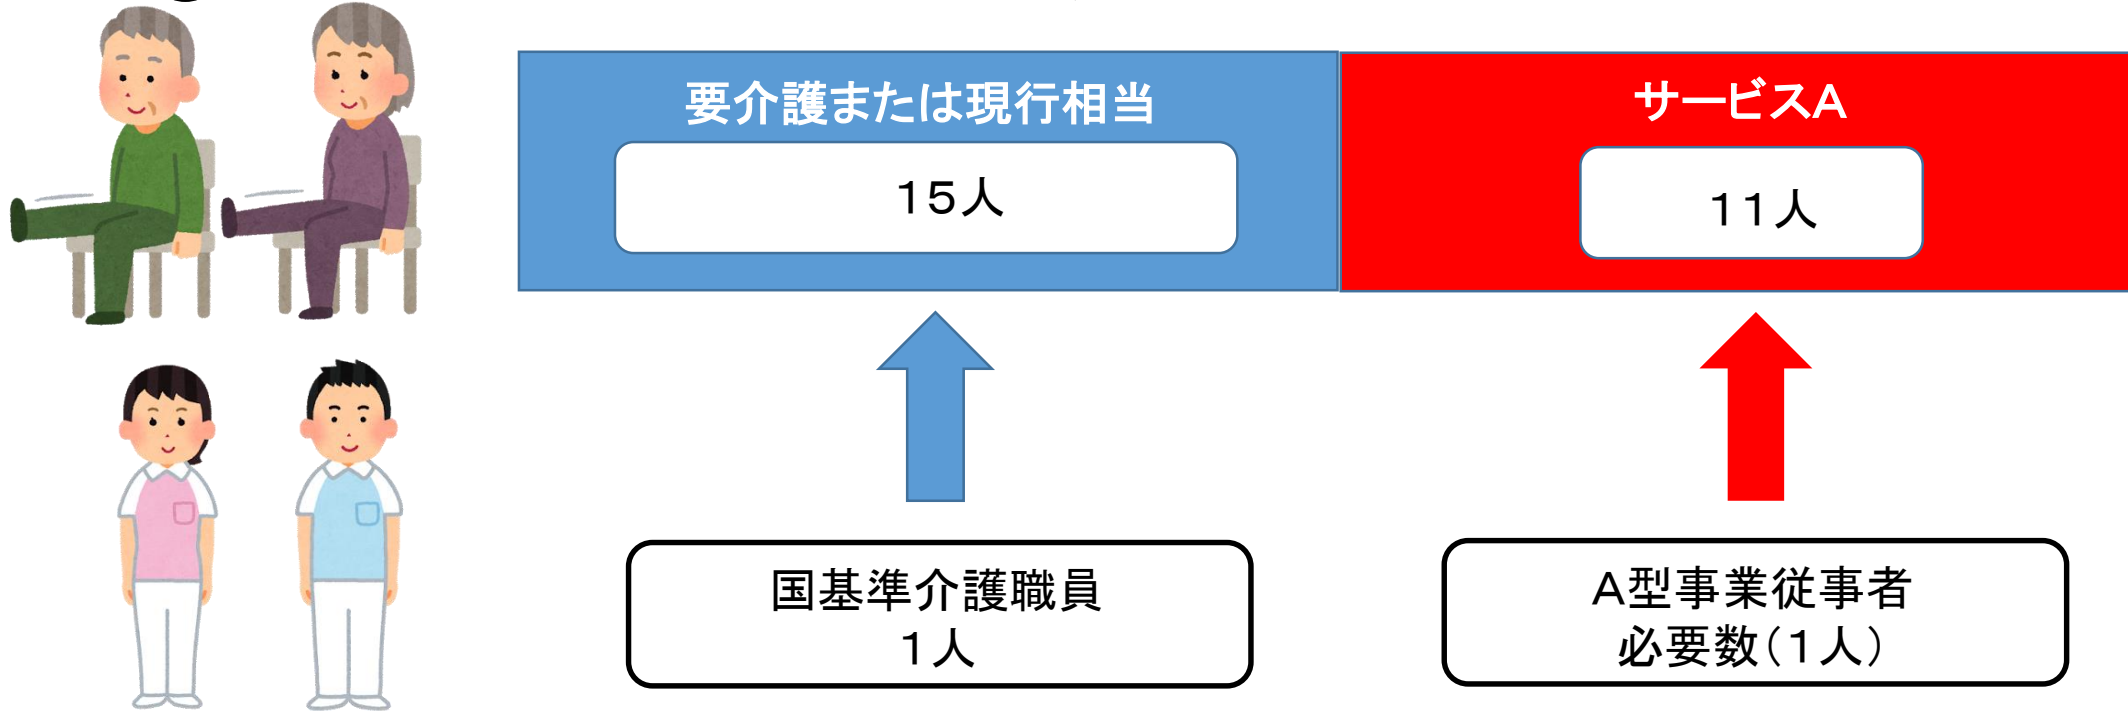 要介護または現行相当
サービスA
15人
11人
国基準介護職員
1人
A型事業従事者
必要数(1人)